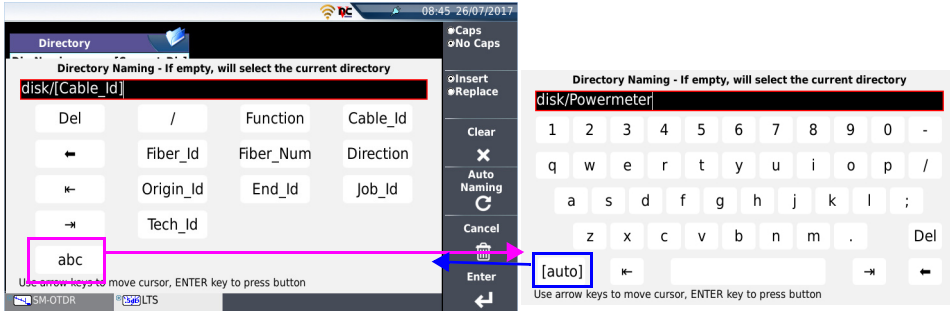 08:45 26/07/2017
Directory
Directory Naming - If empty, will select the current directory
disk/[Cable_Id]
Del / Function Cable_Id
Fiber_Id Fiber_Num Direction
Origin_Id End_Id Job_Id
Tech_Id
abc
Use arrow keys to move cursor, ENTER key to press button
SM-OTDR LTS
Caps
No Caps
Insert
Replace
Clear
Auto
Naming
Cancel
Enter
Directory Naming - If empty, will select the current directory
disk/Powermeter
1 2 3 4 5 6 7 8 9 0 -
q w e r t y u i o p /
a s d f g h j k l ;
z x c v b n m . Del
[auto]
Use arrow keys to move cursor, ENTER key to press button